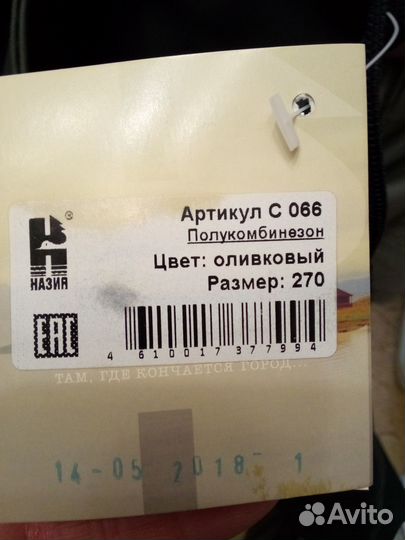 ®
Артикул С 066
Полукомбинезон
Цвет: оливковый
НАЗИЯ
Размер: 270
EAC
4 610017 377994
ТАМ, ГДЕ КОНЧАЕТСЯ ГОРОД...
14-05 2018 1
Avito